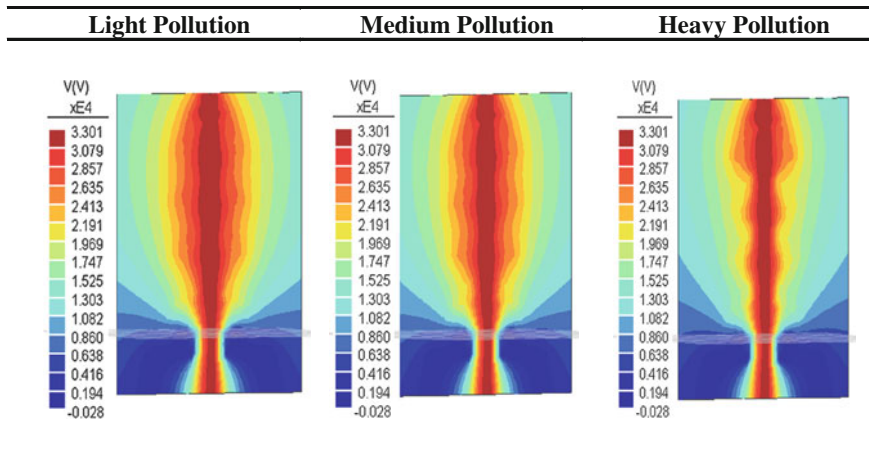 Light Pollution Medium Pollution Heavy Pollution
V(V) V(V) V(V)
xE4 xE4 xE4
3.301 3.301 3.301
3.079 3.079 3.079
2.857 2.857 2.857
2.635 2.635 2.635
2.413 2.413 2.413
2.191 2.191 2.191
1.969 1.969 1.969
1.747 1.747 1.747
1.525 1.525 1.525
1.303 1.303 1.303
1.082 1.082 1.082
0.860 0.860 0.860
0.638 0.638 0.638
0.416 0.416 0.416
0.194 0.194 0.194
-0.028 -0.028 -0.028